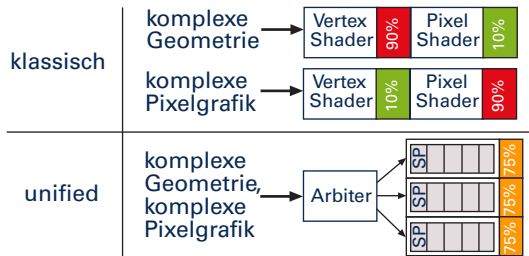 klassisch
komplexe
Geometrie
Vertex
Shader
90%
Pixel
Shader
10%
komplexe
Pixelgrafik
Vertex
Shader
10%
Pixel
Shader
90%
unified
komplexe
Geometrie,
komplexe
Pixelgrafik
Arbiter
SP
75%
SP
75%
SP
75%